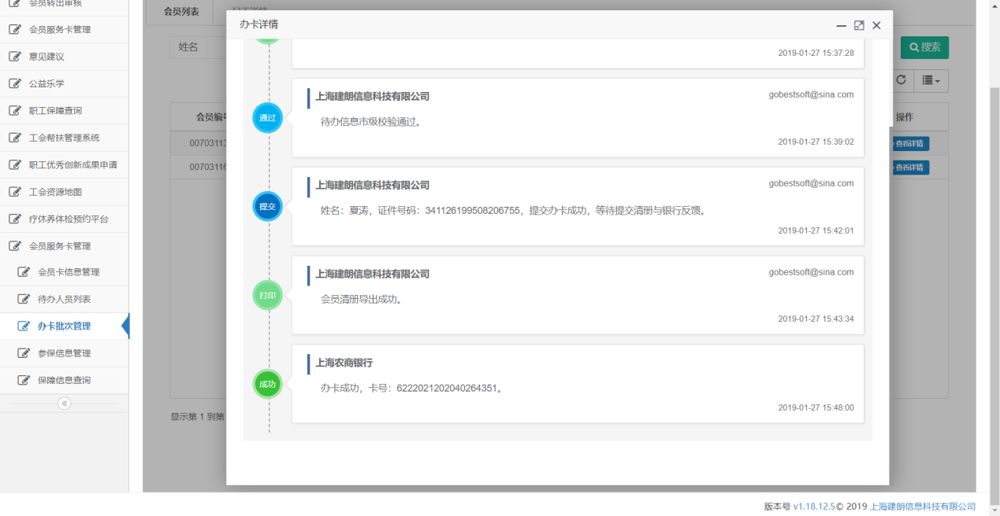 会员转出审核
会员服务卡管理
意见建议
公益乐学
职工保障查询
工会帮扶管理系统
职工优秀创新成果申请
工会资源地图
疗休养体检预约平台
会员服务卡管理
会员卡信息管理
待办人员列表
办卡批次管理
参保信息管理
保障信息查询
会员列表
日志详情
姓名
搜索
会员编号
操作
00703113
查看详情
00703116
查看详情
显示第 1 到第
办卡详情
2019-01-27 15:37:28
通过
上海建朗信息科技有限公司
gobestsoft@sina.com
待办信息市级校验通过。
2019-01-27 15:39:02
提交
上海建朗信息科技有限公司
gobestsoft@sina.com
姓名：夏涛，证件号码：341126199508206755，提交办卡成功，等待提交清册与银行反馈。
2019-01-27 15:42:01
打印
上海建朗信息科技有限公司
gobestsoft@sina.com
会员清册导出成功。
2019-01-27 15:43:34
成功
上海农商银行
办卡成功，卡号：6222021202040264351。
2019-01-27 15:48:00
版本号 v1.18.12.5© 2019 上海建朗信息科技有限公司